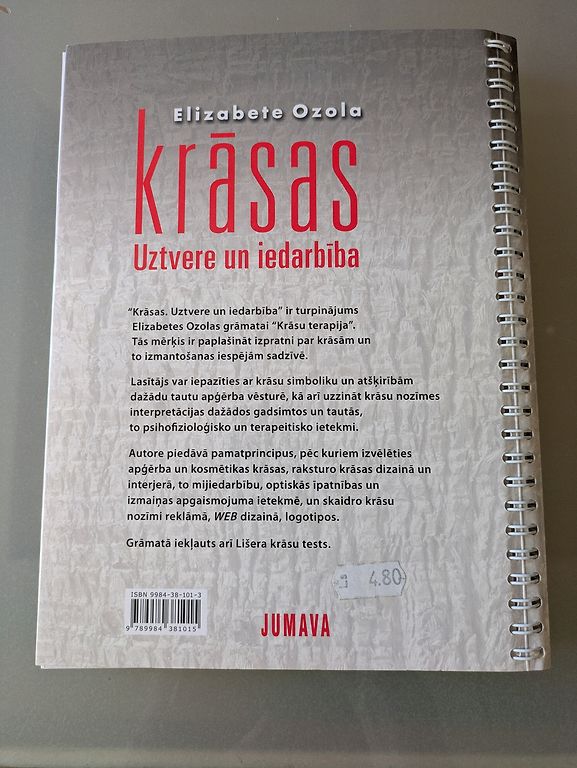 Elizabete Ozola
krāsas
Uztvere un iedarbība
“Krāsas. Uztvere un iedarbība” ir turpinājums
Elizabetes Ozolas grāmatai “Krāsu terapija”.
Tās mērķis ir paplašināt izpratni par krāsām un
to izmantošanas iespējām sadzīvē.
Lasītājs var iepazīties ar krāsu simboliku un atšķirībām
dažādu tautu apģērba vēsturē, kā arī uzzināt krāsu nozīmes
interpretācijas dažādos gadsimtos un tautās,
to psihofizioloģisko un terapeitisko ietekmi.
Autore piedāvā pamatprincipus, pēc kuriem izvēlēties
apģērba un kosmētikas krāsas, raksturo krāsas dizainā un
interjerā, to mijiedarbību, optiskās īpatnības un
izmaiņas apgaismojuma ietekmē, un skaidro krāsu
nozīmi reklāmā, WEB dizainā, logotipos.
Grāmatā iekļauts arī Lišera krāsu tests.
Ls 4.80
ISBN 9984-38-101-3
9 789984 381015
JUMAVA